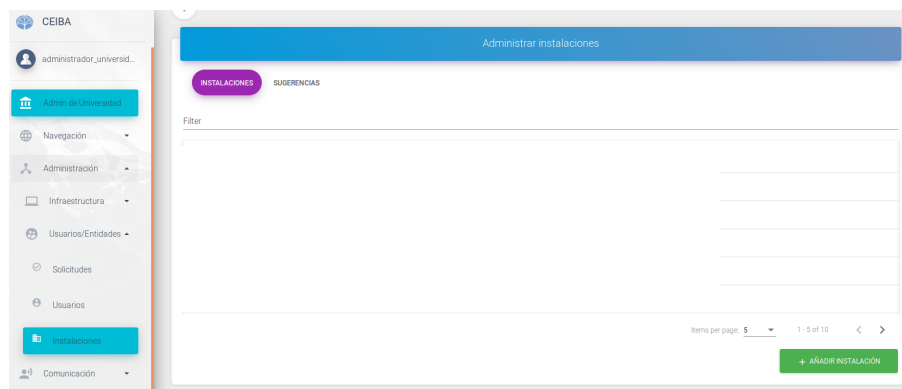 CEIBA
administrador_universid...
Admin de Universidad
Navegación
Administración
Infraestructura
Usuarios/Entidades
Solicitudes
Usuarios
Instalaciones
Comunicación
Administrar instalaciones
INSTALACIONES SUGERENCIAS
Filter
Items per page: 5 1 - 5 of 10
+ AÑADIR INSTALACIÓN